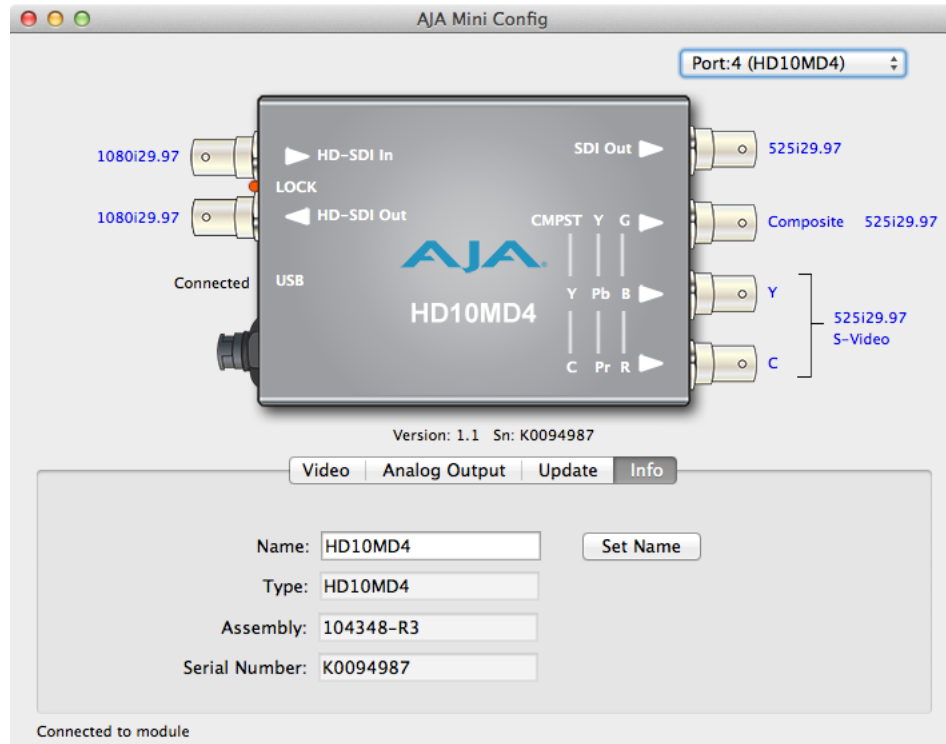 AJA Mini Config
Port:4 (HD10MD4)
1080i29.97
HD-SDI In
SDI Out
525i29.97
LOCK
1080i29.97
HD-SDI Out
CMPST Y G
Composite 525i29.97
AJA
Connected
USB
Y Pb B
Y
HD10MD4
525i29.97
S-Video
C Pr R
C
Version: 1.1 Sn: K0094987
Video Analog Output Update Info
Name: HD10MD4 Set Name
Type: HD10MD4
Assembly: 104348-R3
Serial Number: K0094987
Connected to module